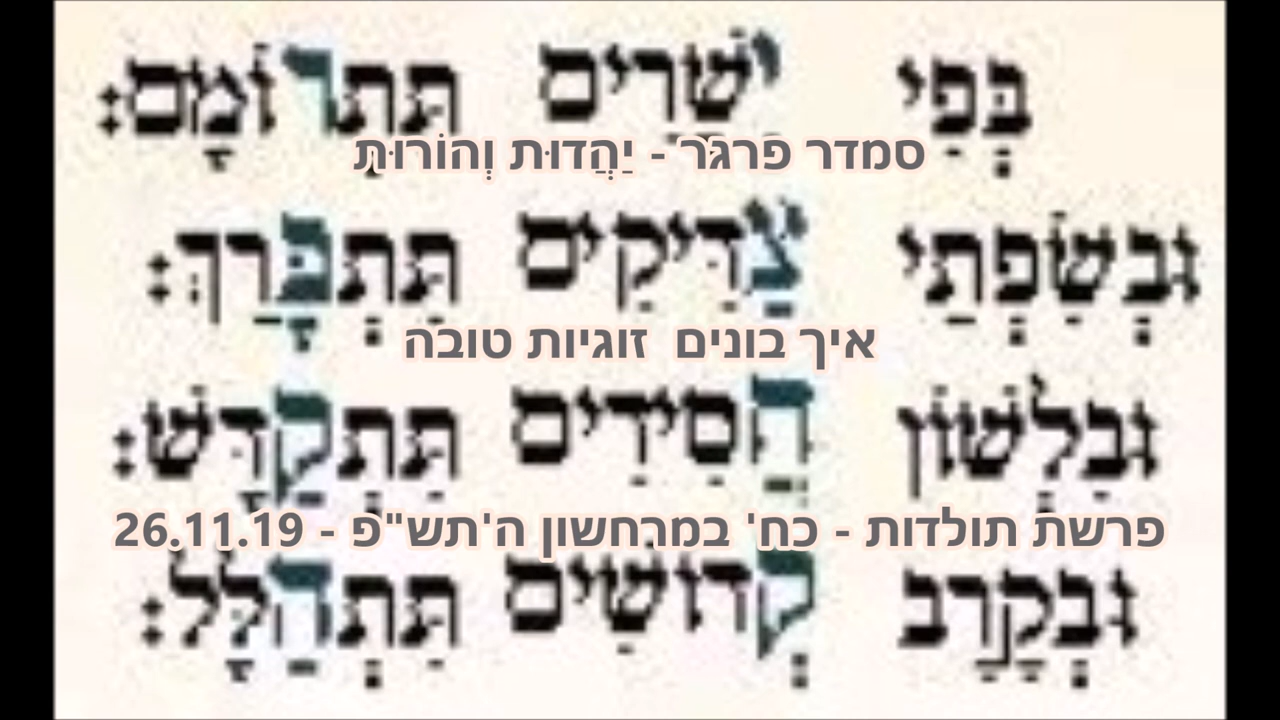 בְּפִי יְשָׁרִים תִּתְרוֹמָם:
סמדר פרגר - יַהֲדוּת וְהוֹרוּת
וּבְשִׂפְתֵי צַדִּיקִים תִּתְבָּרַךְ:
איך בונים זוגיות טובה
וּבִלְשׁוֹן חֲסִידִים תִּתְקַדָּשׁ:
פרשת תולדות - כח' במרחשון ה'תש"פ - 26.11.19
וּבְקֶרֶב קְדוֹשִׁים תִּתְהַלָּל: